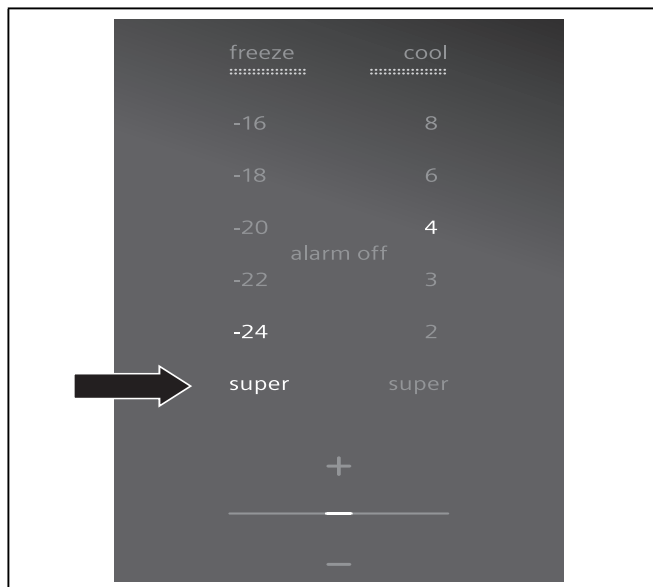 freeze cool
-16 8
-18 6
-20 4
alarm off
-22 3
-24 2
super super
+
—